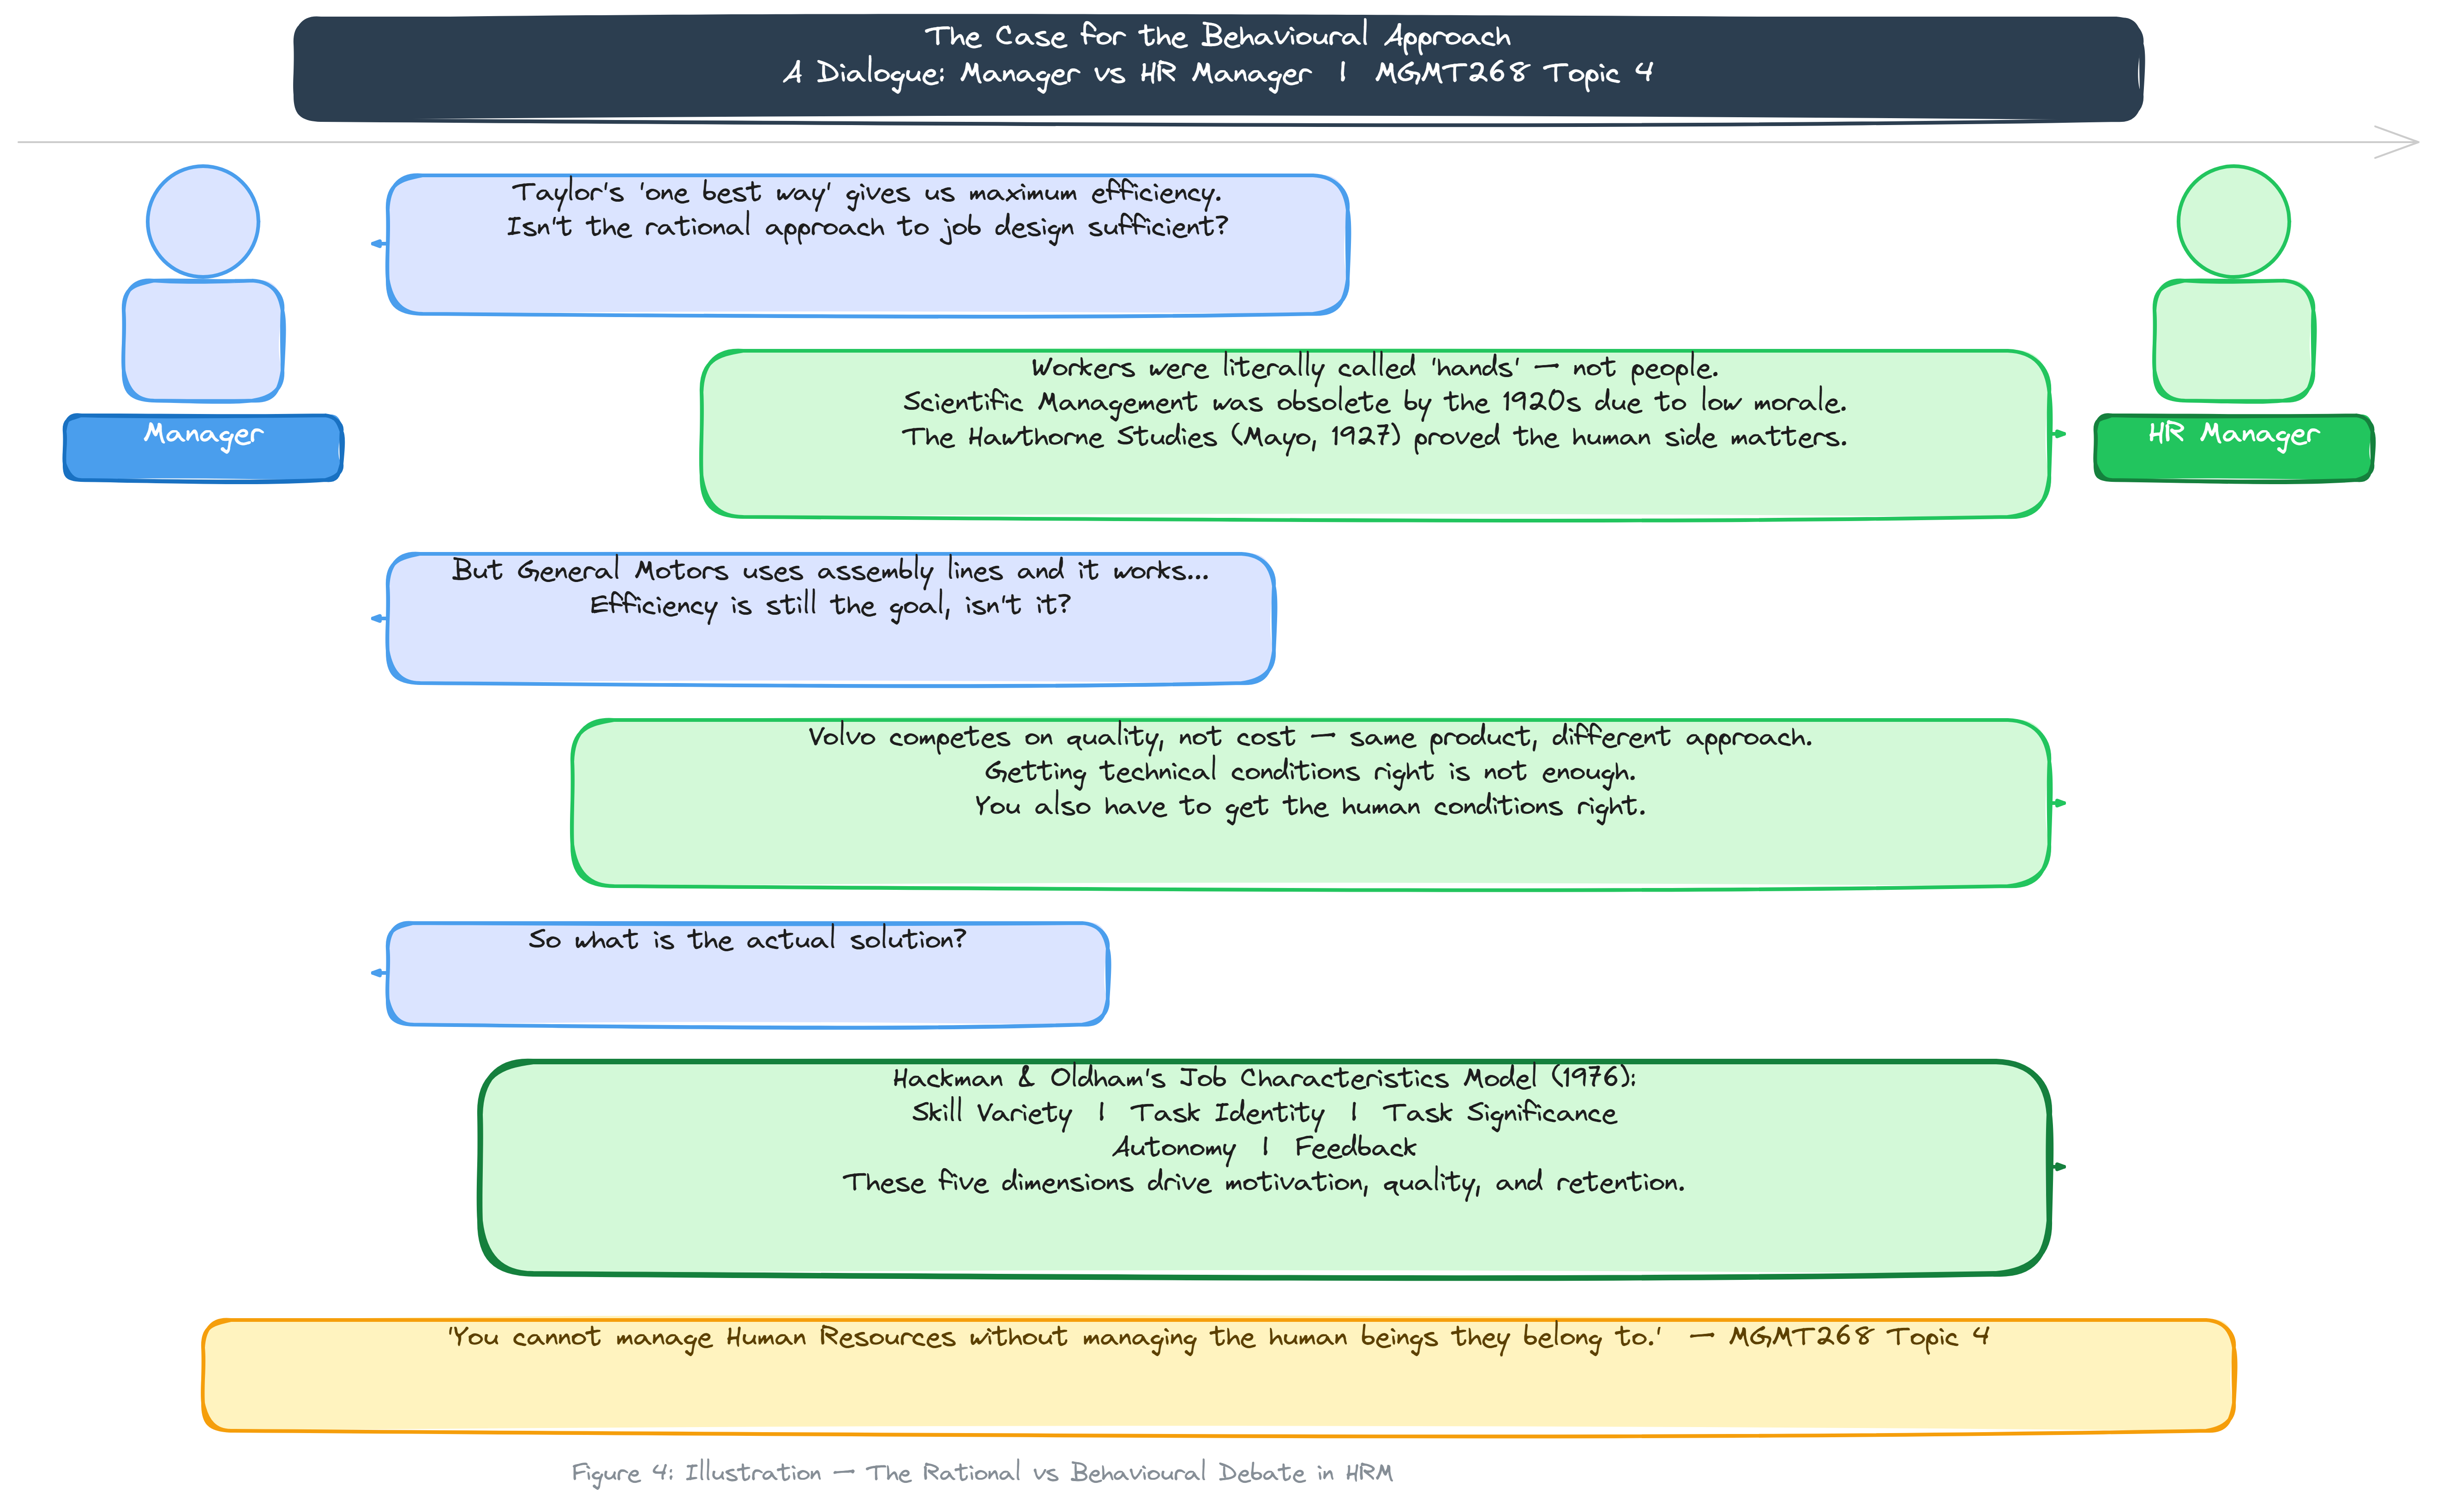 The Case for the Behavioural Approach
A Dialogue: Manager vs HR Manager | MGMT268 Topic 4
Taylor's 'one best way' gives us maximum efficiency.
Isn't the rational approach to job design sufficient?
Workers were literally called 'hands' — not people.
Scientific Management was obsolete by the 1920s due to low morale.
The Hawthorne Studies (Mayo, 1927) proved the human side matters.
Manager
HR Manager
But General Motors uses assembly lines and it works...
Efficiency is still the goal, isn't it?
Volvo competes on quality, not cost — same product, different approach.
Getting technical conditions right is not enough.
You also have to get the human conditions right.
So what is the actual solution?
Hackman & Oldham's Job Characteristics Model (1976):
Skill Variety | Task Identity | Task Significance
Autonomy | Feedback
These five dimensions drive motivation, quality, and retention.
'You cannot manage Human Resources without managing the human beings they belong to.' — MGMT268 Topic 4
Figure 4: Illustration — The Rational vs Behavioural Debate in HRM